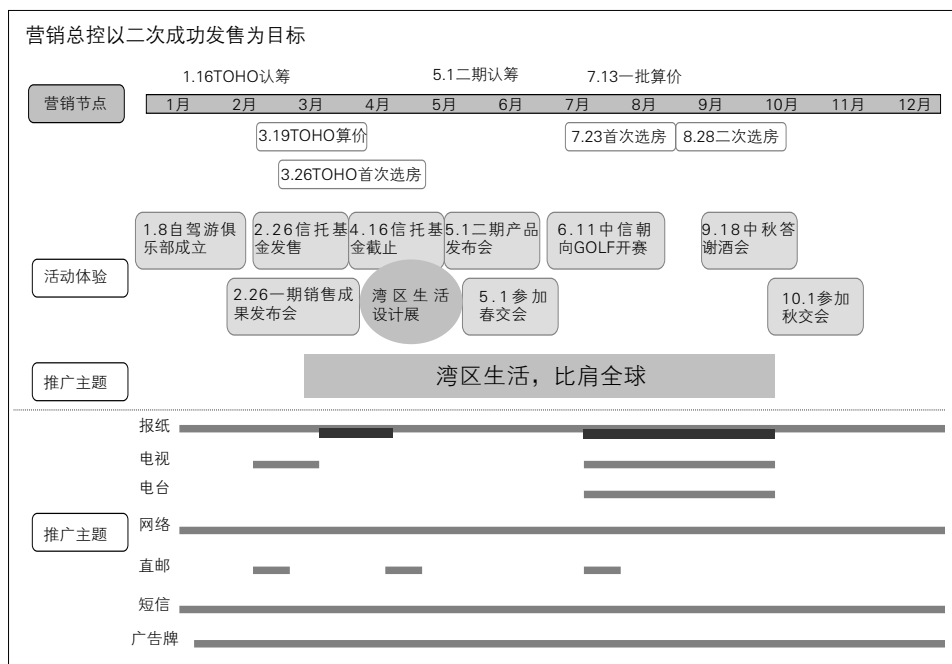 营销总控以二次成功发售为目标
1.16TOHO认筹
5.1二期认筹
7.13一批算价
营销节点
1月 2月 3月 4月 5月 6月 7月 8月 9月 10月 11月 12月
3.19TOHO算价
7.23首次选房
8.28二次选房
3.26TOHO首次选房
活动体验
1.8自驾游俱
乐部成立
2.26信托基
金发售
4.16信托基
金截止
5.1二期产品
发布会
6.11中信朝
向GOLF开赛
9.18中秋答
谢酒会
2.26一期销售成
果发布会
湾区生活
设计展
5.1参加
春交会
10.1参加
秋交会
推广主题
湾区生活，比肩全球
推广主题
报纸
电视
电台
网络
直邮
短信
广告牌